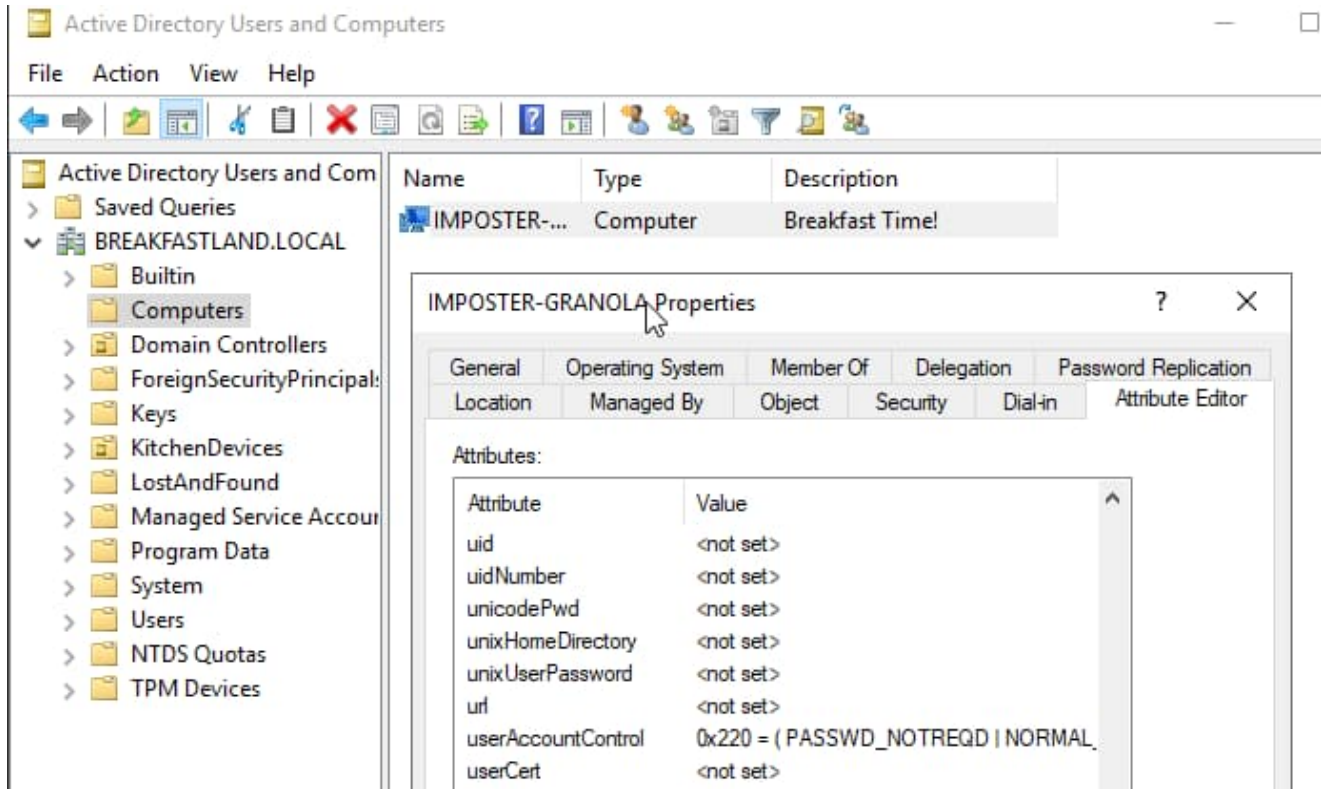 Active Directory Users and Computers
File Action View Help
Active Directory Users and Com
Saved Queries
BREAKFASTLAND.LOCAL
Builtin
Computers
Domain Controllers
ForeignSecurityPrincipals
Keys
KitchenDevices
LostAndFound
Managed Service Accour
Program Data
System
Users
NTDS Quotas
TPM Devices
Name Type Description
IMPOSTER-... Computer Breakfast Time!
IMPOSTER-GRANOLA Properties ?
General Operating System Member Of Delegation Password Replication
Location Managed By Object Security Dial-in Attribute Editor
Attributes:
Attribute Value
uid <not set>
uidNumber <not set>
unicodePwd <not set>
unixHomeDirectory <not set>
unixUserPassword <not set>
url <not set>
userAccountControl 0x220 = ( PASSWD_NOTREQD | NORMAL_
userCert <not set>